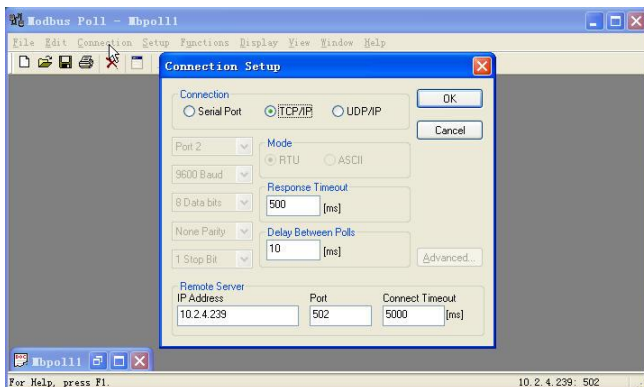 Modbus Poll - Mbpoll1
File Edit Connection Setup Functions Display View Window Help
Connection Setup
Connection
Serial Port TCP/IP UDP/IP
OK
Cancel
Port 2
Mode
RTU ASCII
9600 Baud
Response Timeout
8 Data bits
500 [ms]
None Parity
Delay Between Polls
10 [ms]
1 Stop Bit
Advanced...
Remote Server
IP Address Port Connect Timeout
10.2.4.239 502 5000 [ms]
Mbpoll1
For Help, press F1. 10.2.4.239: 502